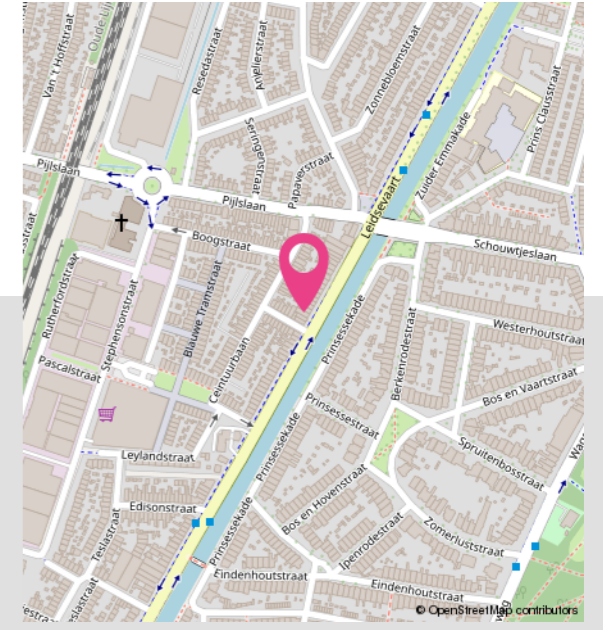 Van 't Hoffstraat
Oude Lij
Resedastraat
Anjelierstraat
Zonnebloemstraat
Prins Clausstraat
Seringenstraat
Papaverstraat
Zuider Emmakade
Pijlslaan
Pijlslaan
Leidsevaart
Schouwtjeslaan
Boogstraat
Rutherfordstraat
Stephensonstraat
Blauwe Tramstraat
Prinsessekade
Westerhoutstraat
Berkenrodestraat
Ceintuurbaan
Pascalstraat
Bos en Vaartstraat
Prinsessestraat
Prinsessekade
Spruitenbosstraat
Leylandstraat
Bos en Hovenstraat
Edisonstraat
Teslastraat
Prinsessekade
Ipenrodestraat
Zomerluststraat
Eindenhoutstraat
Eindenhoutstraat
© OpenStreetMap contributors